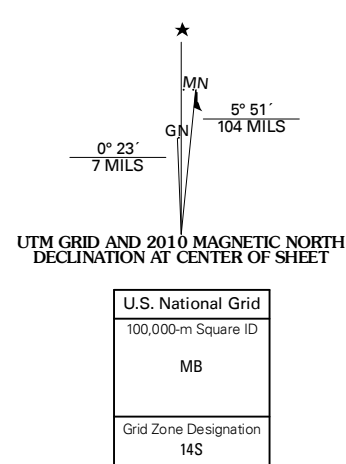 MN
5° 51´
104 MILS
GN
0° 23´
7 MILS
UTM GRID AND 2010 MAGNETIC NORTH
DECLINATION AT CENTER OF SHEET
U.S. National Grid
100,000-m Square ID
MB
Grid Zone Designation
14S